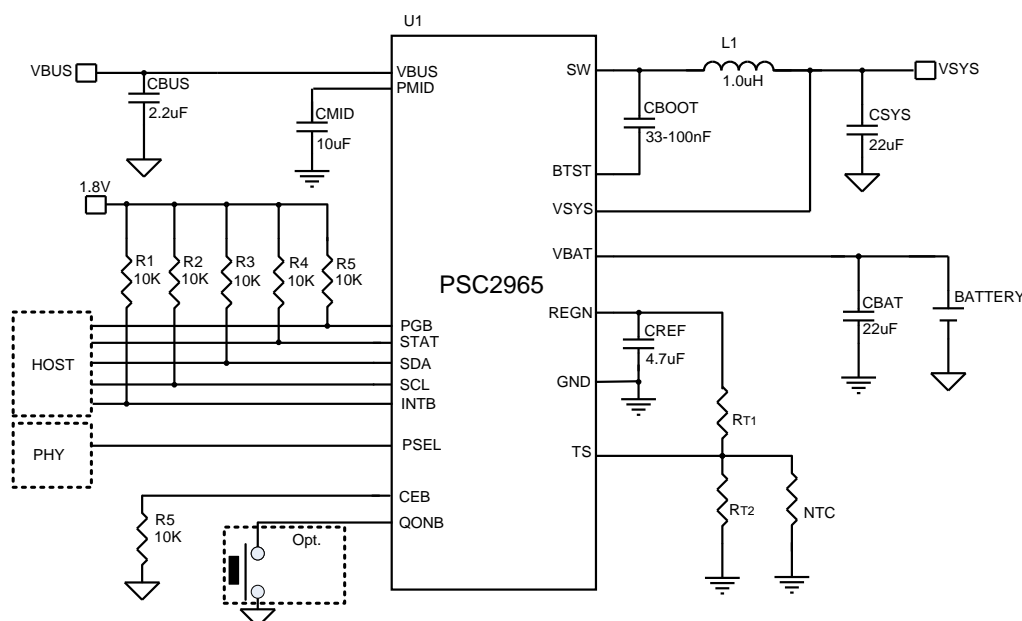 U1
L1
VBUS
VBUS
SW
VSYS
1.0uH
PMID
CBUS
2.2uF
CMID
10uF
CBOOT
33-100nF
CSYS
22uF
BTST
1.8V
VSYS
VBAT
R1
10K
R2
10K
R3
10K
R4
10K
R5
10K
PSC2965
BATTERY
CBAT
22uF
REGN
CREF
4.7uF
PGB
STAT
SDA
SCL
INTB
HOST
GND
RT1
PHY
PSEL
TS
CEB
QONB
R5
10K
Opt.
RT2
NTC